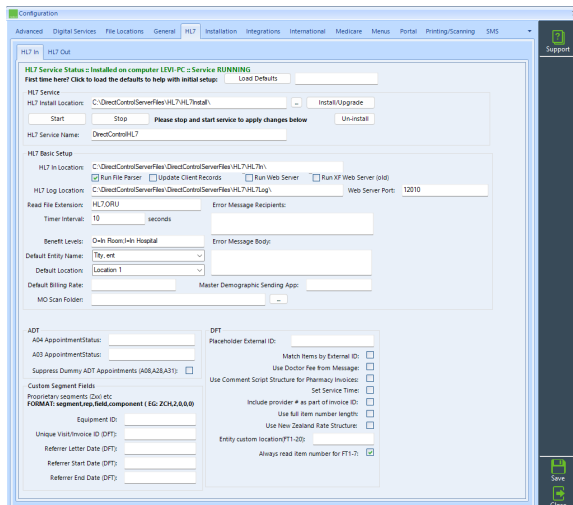 Configuration
Advanced Digital Services File Locations General HL7 Installation Integrations International Medicare Menus Portal Printing/Scanning SMS
Support
HL7 In HL7 Out
HL7 Service Status :: Installed on computer LEVI-PC :: Service RUNNING
First time here? Click to load the defaults to help with initial setup: Load Defaults
HL7 Service
HL7 Install Location: C:\DirectControlServerFiles\HL7\HL7Install\ ... Install/Upgrade
Start Stop Please stop and start service to apply changes below Un-install
HL7 Service Name: DirectControlHL7
HL7 Basic Setup
HL7 In Location: C:\DirectControlServerFiles\DirectControlServerFiles\HL7\HL7In\
Run File Parser Update Client Records Run Web Server Run XF Web Server (old)
HL7 Log Location: C:\DirectControlServerFiles\DirectControlServerFiles\HL7\HL7Log\ Web Server Port: 12010
Read File Extension: HL7,ORU Error Message Recipients:
Timer Interval: 10 seconds
Benefit Levels: O=In Room;I=In Hospital Error Message Body:
Default Entity Name: Tity, ent
Default Location: Location 1
Default Billing Rate: Master Demographic Sending App:
MO Scan Folder: ...
ADT
A04 AppointmentStatus:
A03 AppointmentStatus:
Suppress Dummy ADT Appointments (A08,A28,A31):
Custom Segment Fields
Proprietary segments (Zxx) etc
FORMAT: segment,rep,field,component ( EG: ZCH,2,0,0,0)
Equipment ID:
Unique Visit/Invoice ID (DFT):
Referrer Letter Date (DFT):
Referrer Start Date (DFT):
Referrer End Date (DFT):
DFT
Placeholder External ID:
Match Items by External ID:
Use Doctor Fee from Message:
Use Comment Script Structure for Pharmacy Invoices:
Set Service Time:
Include provider # as part of invoice ID:
Use full item number length:
Use New Zealand Rate Structure:
Entity custom location(FT1-20):
Always read item number for FT1-7:
Save
Close